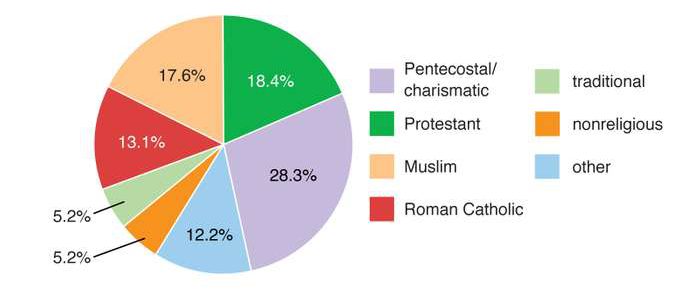 17.6%
18.4%
13.1%
28.3%
5.2%
5.2%
12.2%
Pentecostal/
charismatic
Protestant
Muslim
Roman Catholic
traditional
nonreligious
other